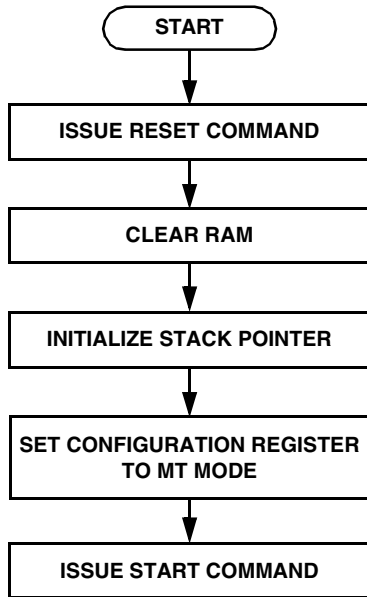 START
ISSUE RESET COMMAND
CLEAR RAM
INITIALIZE STACK POINTER
SET CONFIGURATION REGISTER
TO MT MODE
ISSUE START COMMAND